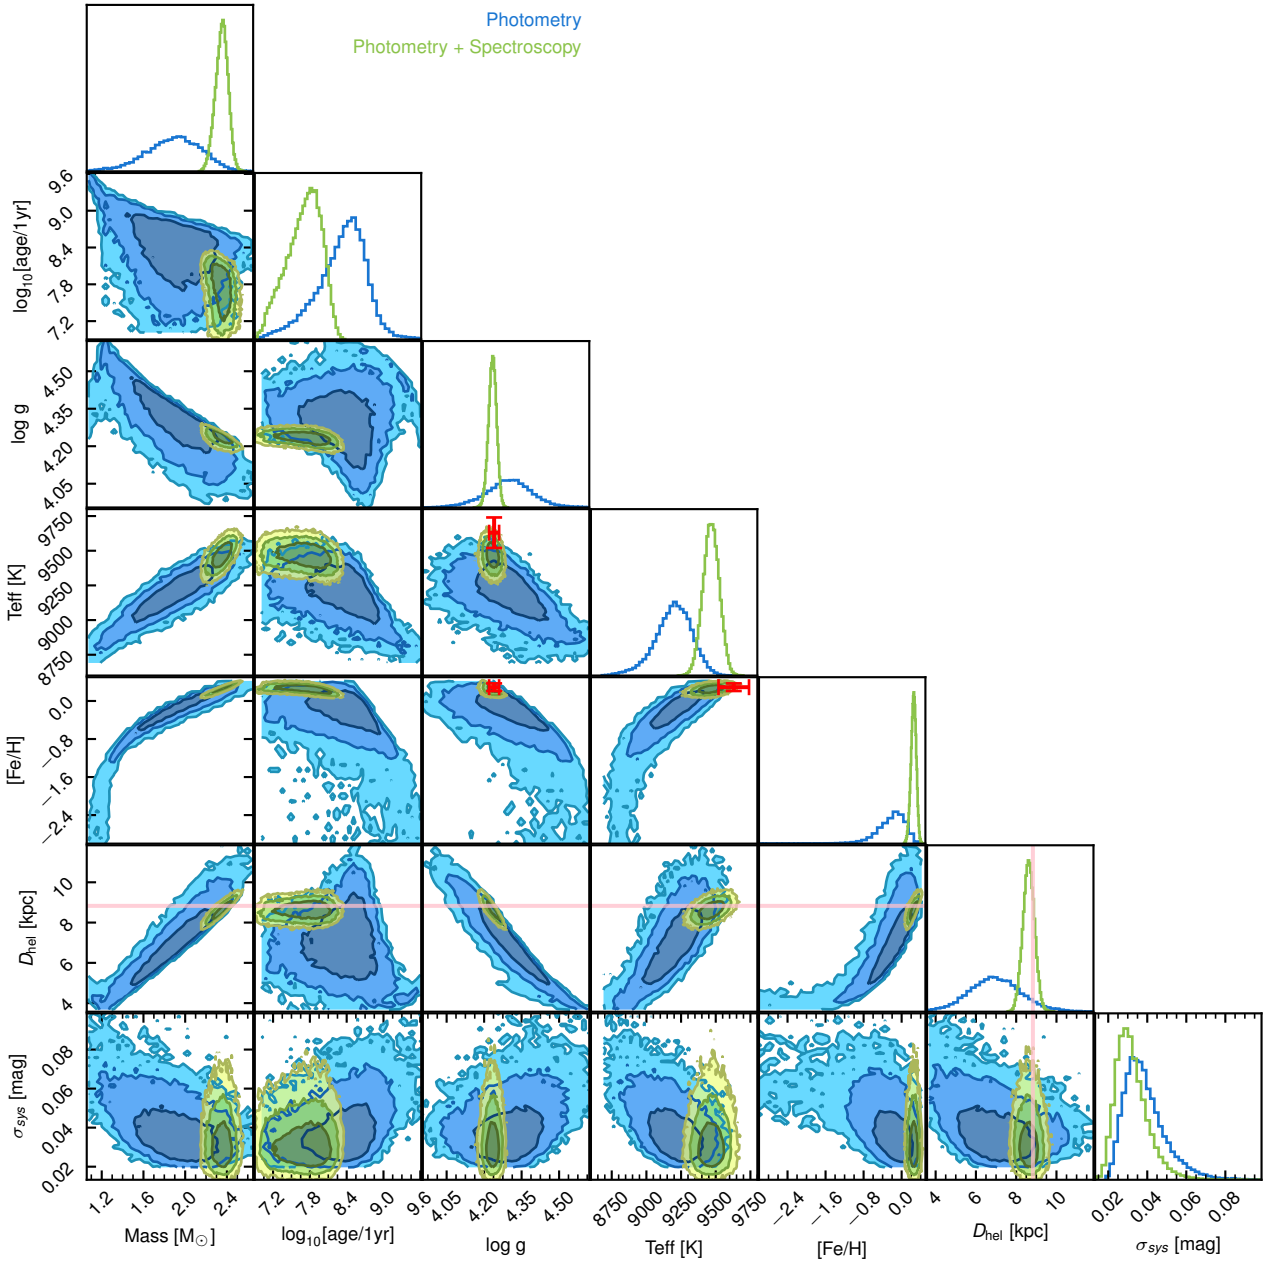 Photometry
Photometry + Spectroscopy
9.6
9.0
8.4
7.8
7.2
log₁₀[age/1yr]
4.50
4.35
4.20
4.05
log g
9750
9500
9250
9000
8750
Teff [K]
0.0
−0.8
−1.6
−2.4
[Fe/H]
10
8
6
4
D_hel [kpc]
0.08
0.06
0.04
0.02
σ_sys [mag]
1.2 1.6 2.0 2.4
7.2 7.8 8.4 9.0 9.6
4.05 4.20 4.35 4.50
8750 9000 9250 9500 9750
−2.4 −1.6 −0.8 0.0
4 6 8 10
0.02 0.04 0.06 0.08
Mass [M☉]
log₁₀[age/1yr]
log g
Teff [K]
[Fe/H]
D_hel [kpc]
σ_sys [mag]